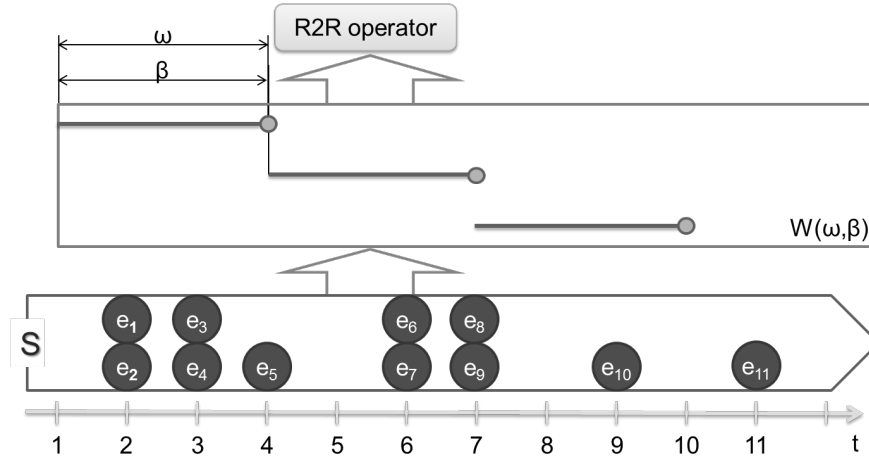 ω
R2R operator
β
W(ω,β)
S
e1 e3 e6 e8
e2 e4 e5 e7 e9 e10 e11
1 2 3 4 5 6 7 8 9 10 11 t